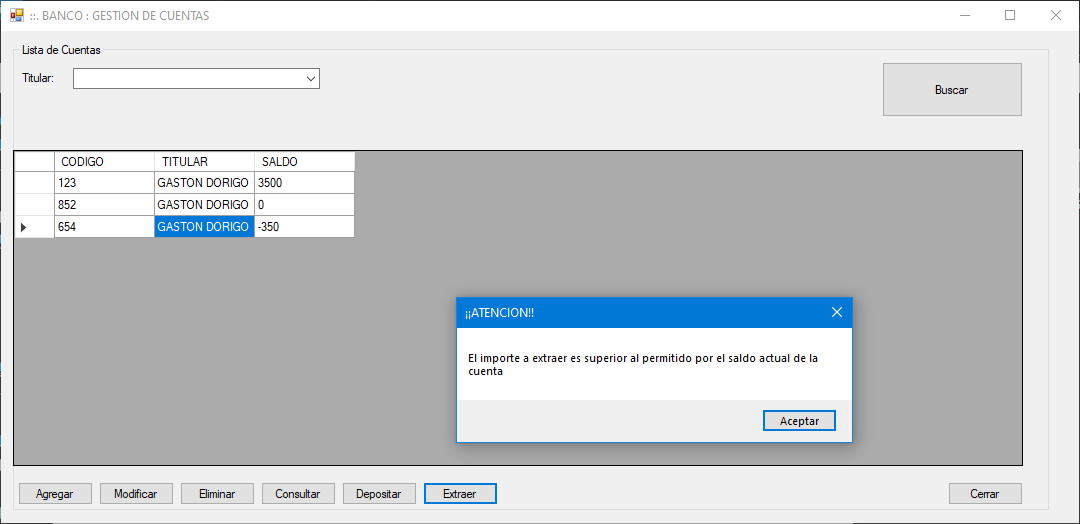 ::. BANCO : GESTION DE CUENTAS
Lista de Cuentas
Titular:
Buscar
CODIGO TITULAR SALDO
123 GASTON DORIGO 3500
852 GASTON DORIGO 0
654 GASTON DORIGO -350
¡¡ATENCION!!
El importe a extraer es superior al permitido por el saldo actual de la
cuenta
Aceptar
Agregar Modificar Eliminar Consultar Depositar Extraer Cerrar